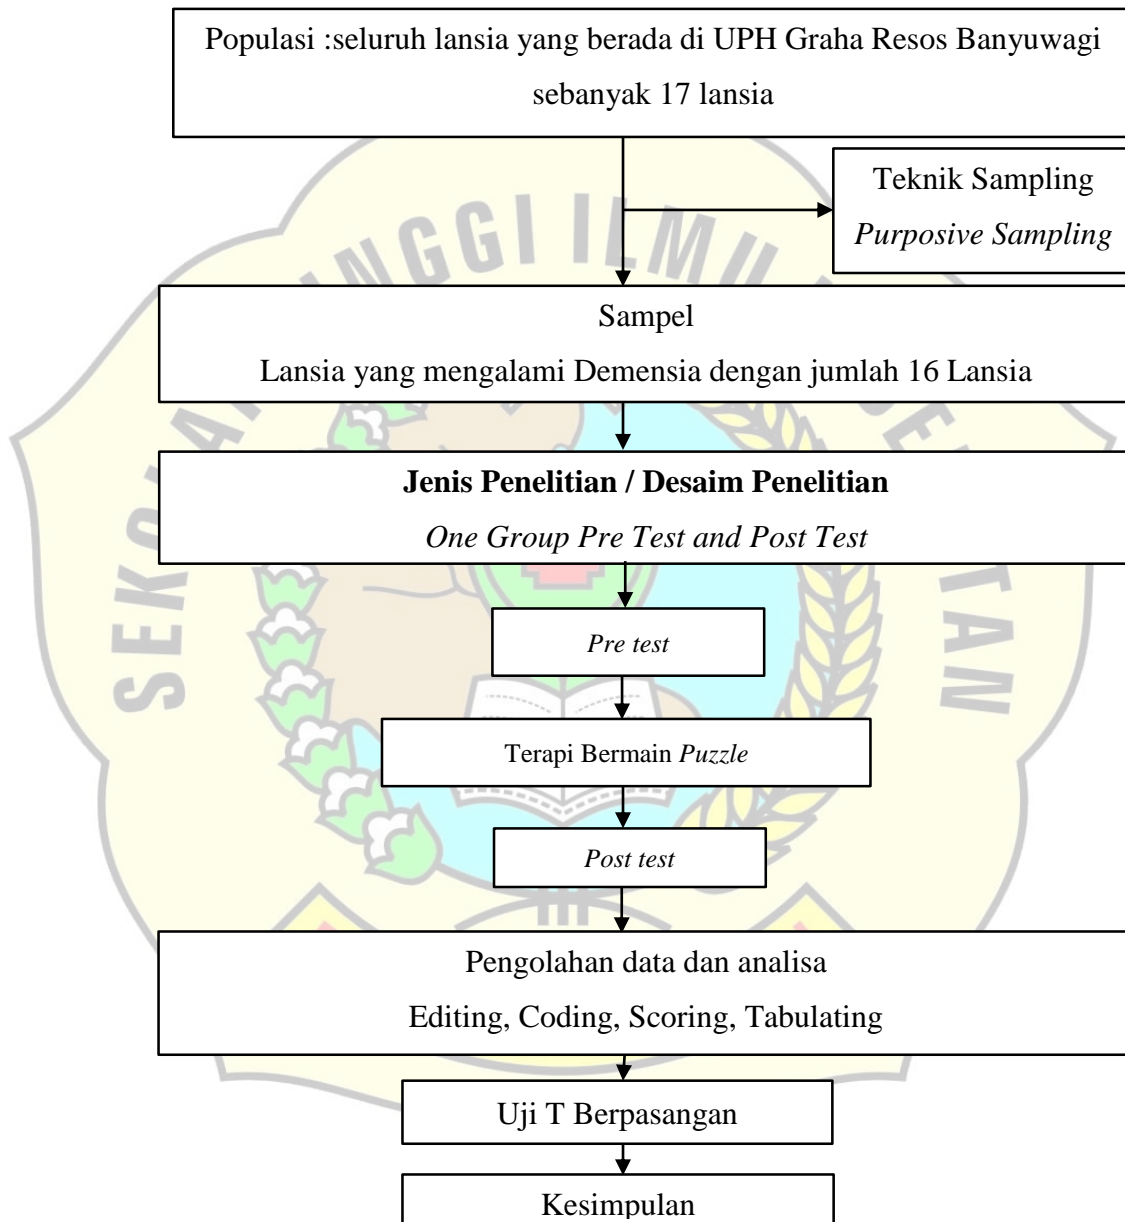 Populasi :seluruh lansia yang berada di UPH Graha Resos Banyuwagi
sebanyak 17 lansia
Teknik Sampling
Purposive Sampling
Sampel
Lansia yang mengalami Demensia dengan jumlah 16 Lansia
Jenis Penelitian / Desaim Penelitian
One Group Pre Test and Post Test
Pre test
Terapi Bermain Puzzle
Post test
Pengolahan data dan analisa
Editing, Coding, Scoring, Tabulating
Uji T Berpasangan
Kesimpulan